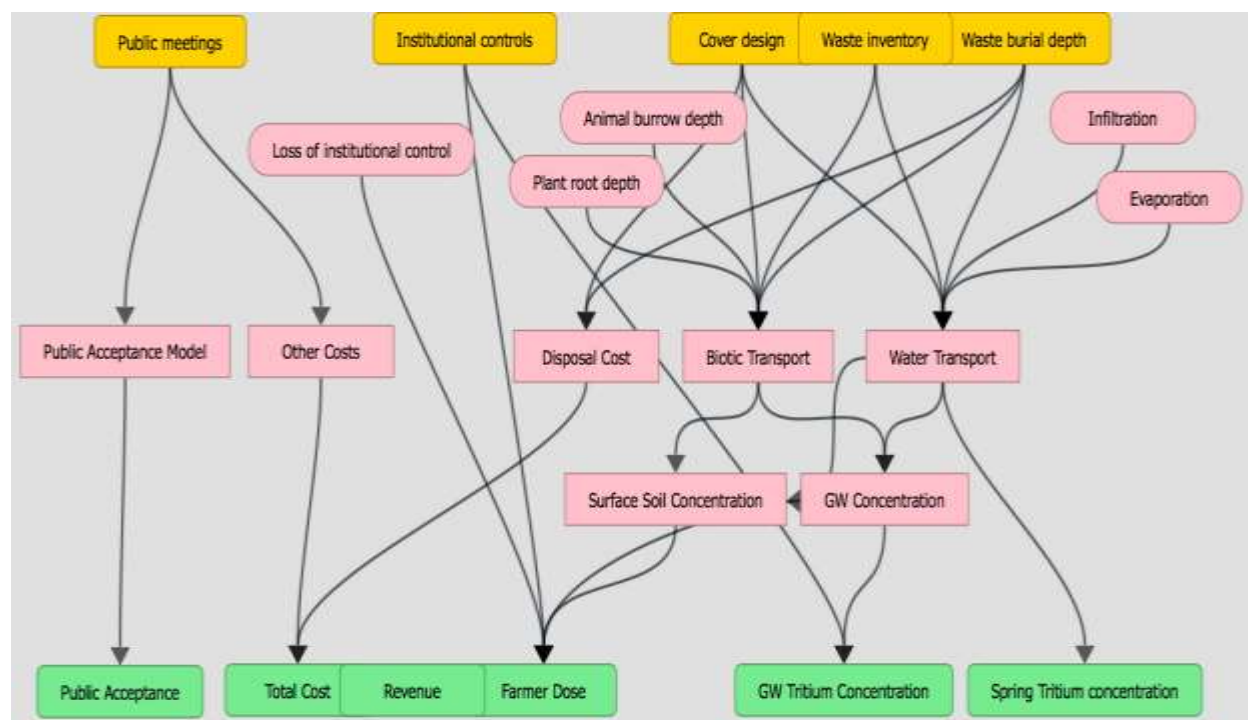 Public meetings
Institutional controls
Cover design
Waste inventory
Waste burial depth
Animal burrow depth
Infiltration
Loss of institutional control
Plant root depth
Evaporation
Public Acceptance Model
Other Costs
Disposal Cost
Biotic Transport
Water Transport
Surface Soil Concentration
GW Concentration
Public Acceptance
Total Cost
Revenue
Farmer Dose
GW Tritium Concentration
Spring Tritium concentration